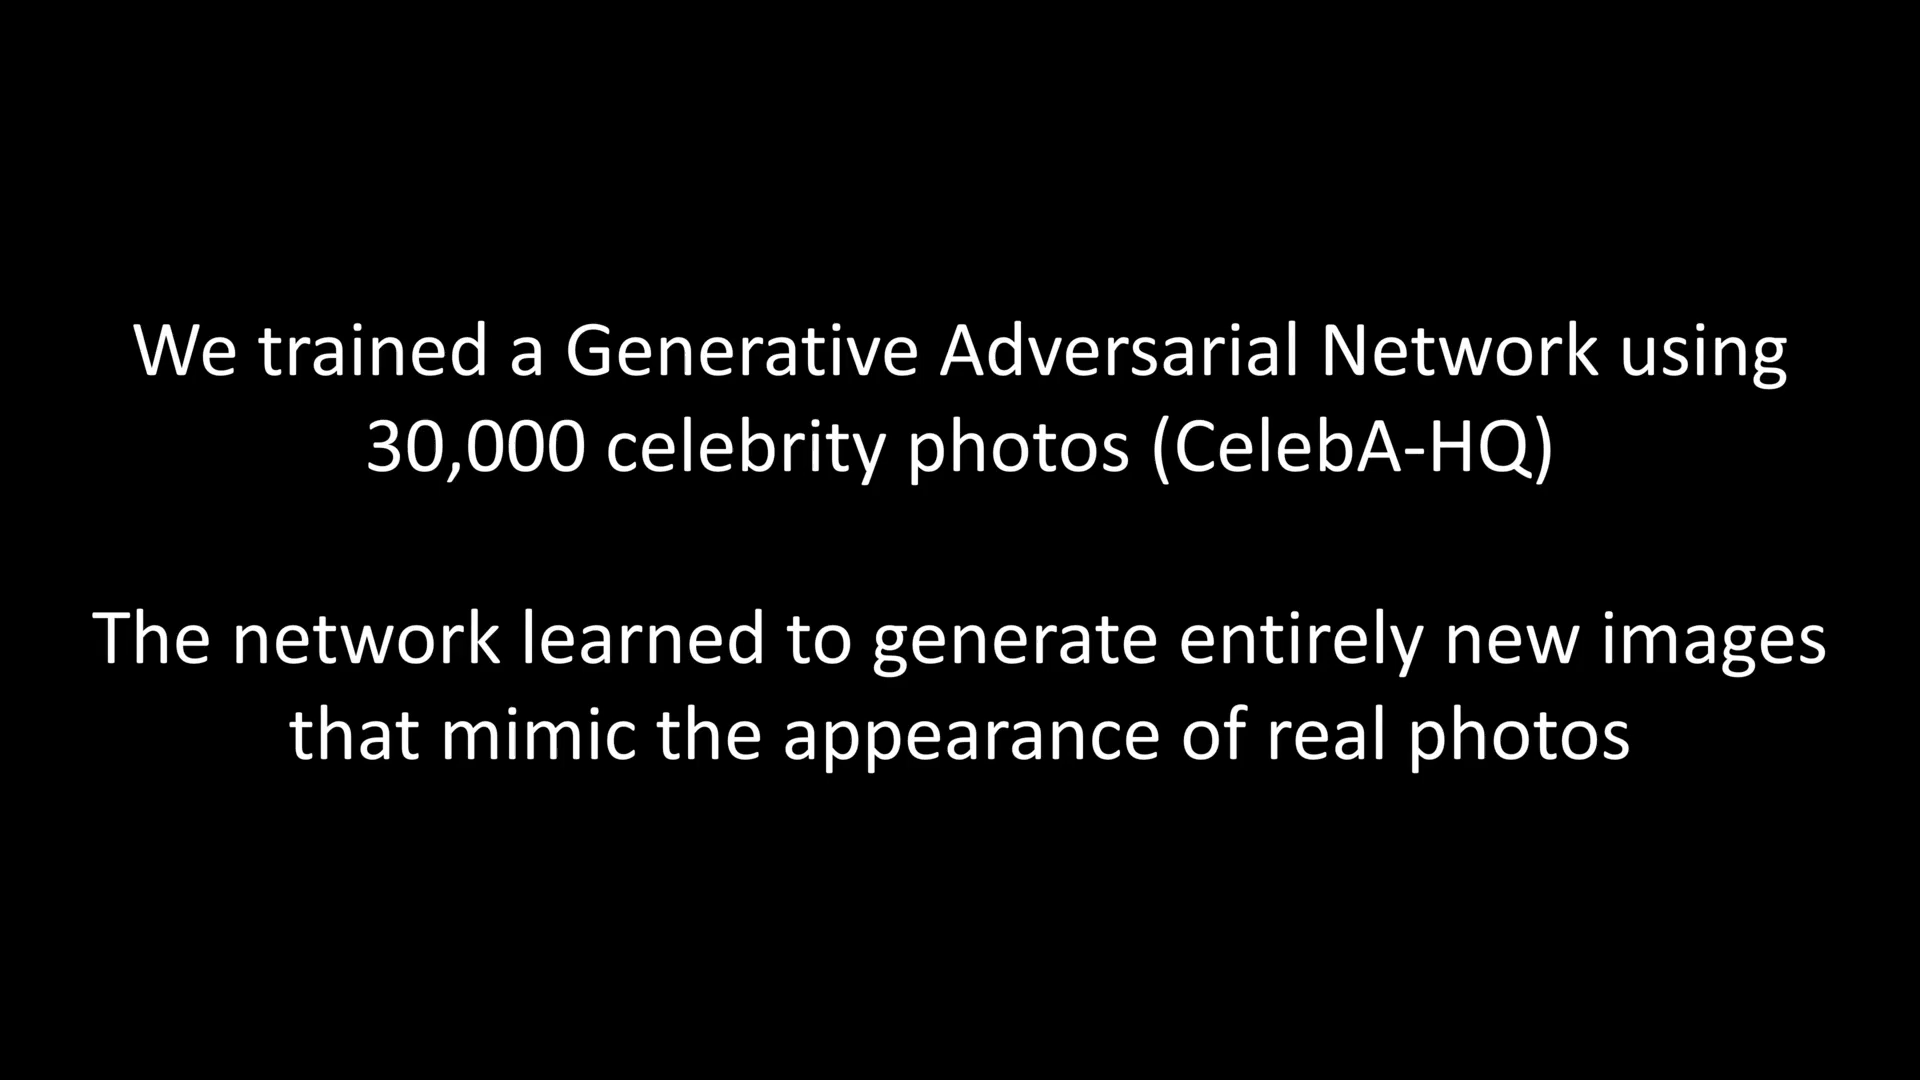 We trained a Generative Adversarial Network using
30,000 celebrity photos (CelebA-HQ)
The network learned to generate entirely new images
that mimic the appearance of real photos